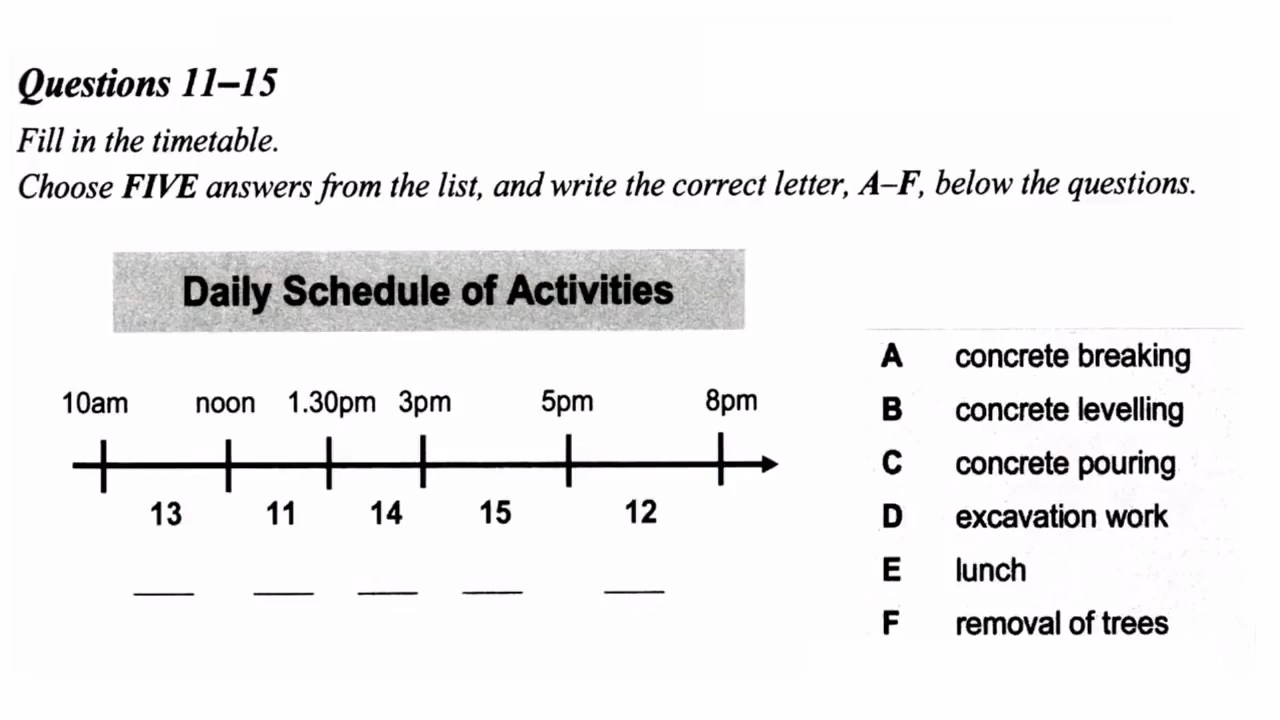 Questions 11–15
Fill in the timetable.
Choose FIVE answers from the list, and write the correct letter, A–F, below the questions.
Daily Schedule of Activities
10am noon 1.30pm 3pm 5pm 8pm
13 11 14 15 12
A concrete breaking
B concrete levelling
C concrete pouring
D excavation work
E lunch
F removal of trees